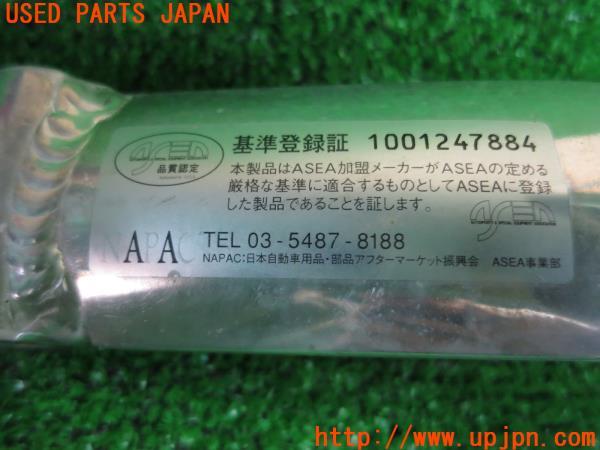 USED PARTS JAPAN
ASEA
品質認定
基準登録証 1001247884
本製品はASEA加盟メーカーがASEAの定める
厳格な基準に適合するものとしてASEAに登録
した製品であることを証します。
ASEA
NAPAC TEL 03-5487-8188
NAPAC:日本自動車用品・部品アフターマーケット振興会 ASEA事業部
http://www.upjpn.com/